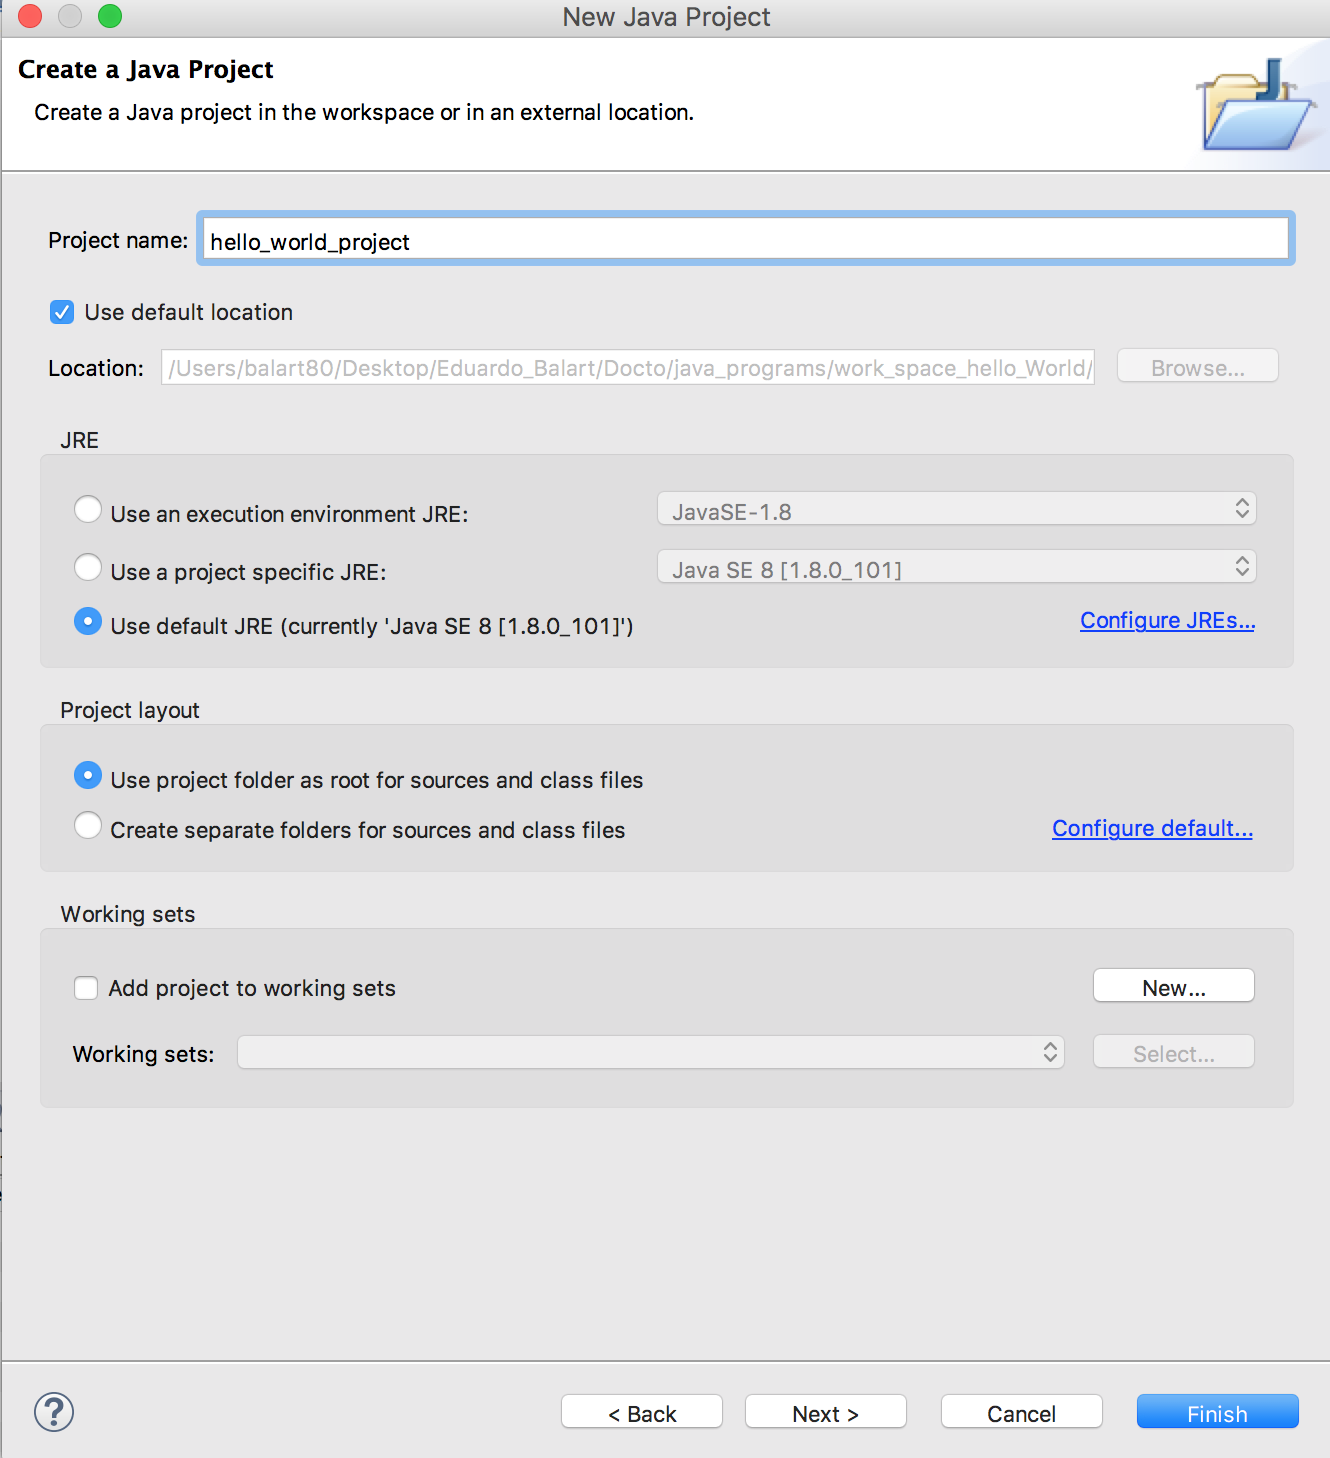 New Java Project
Create a Java Project
Create a Java project in the workspace or in an external location.
Project name: hello_world_project
Use default location
Location: /Users/balart80/Desktop/Eduardo_Balart/Docto/java_programs/work_space_hello_World/ Browse...
JRE
Use an execution environment JRE: JavaSE-1.8
Use a project specific JRE: Java SE 8 [1.8.0_101]
Use default JRE (currently 'Java SE 8 [1.8.0_101]') Configure JREs...
Project layout
Use project folder as root for sources and class files
Create separate folders for sources and class files Configure default...
Working sets
Add project to working sets New...
Working sets: Select...
? < Back Next > Cancel Finish